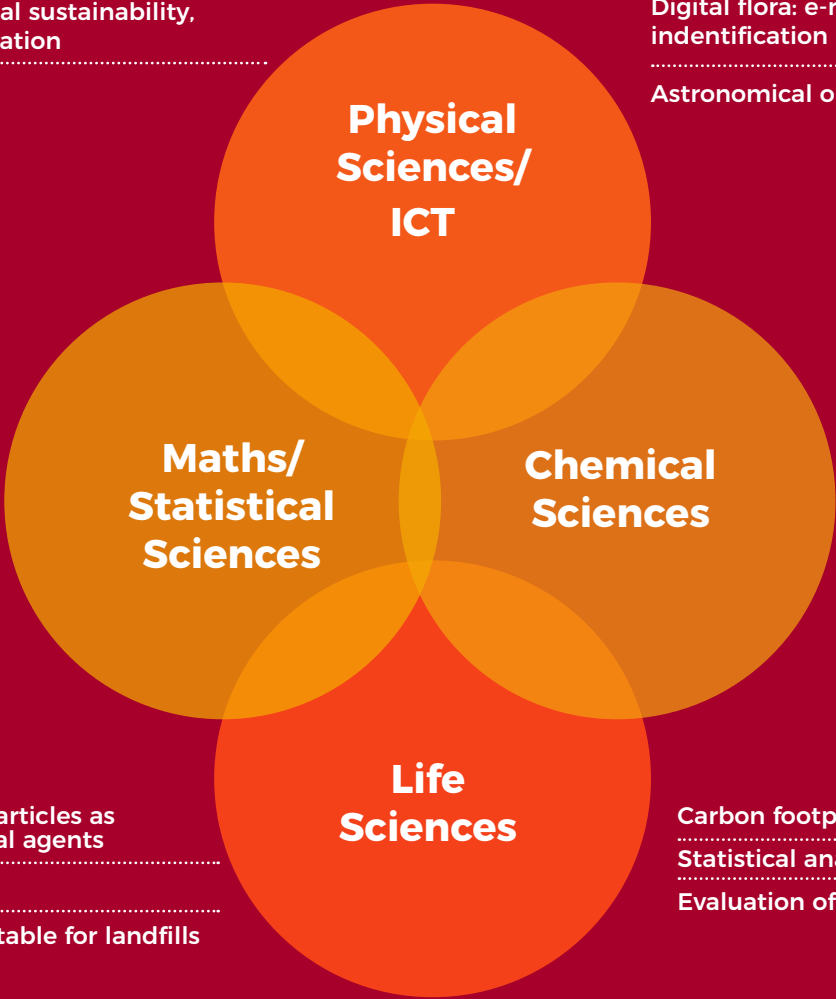 al sustainability,
ation
Digital flora: e-r
indentification
Astronomical o
Physical
Sciences/
ICT
Maths/
Statistical
Sciences
Chemical
Sciences
Life
Sciences
articles as
al agents
table for landfills
Carbon footp
Statistical ana
Evaluation of